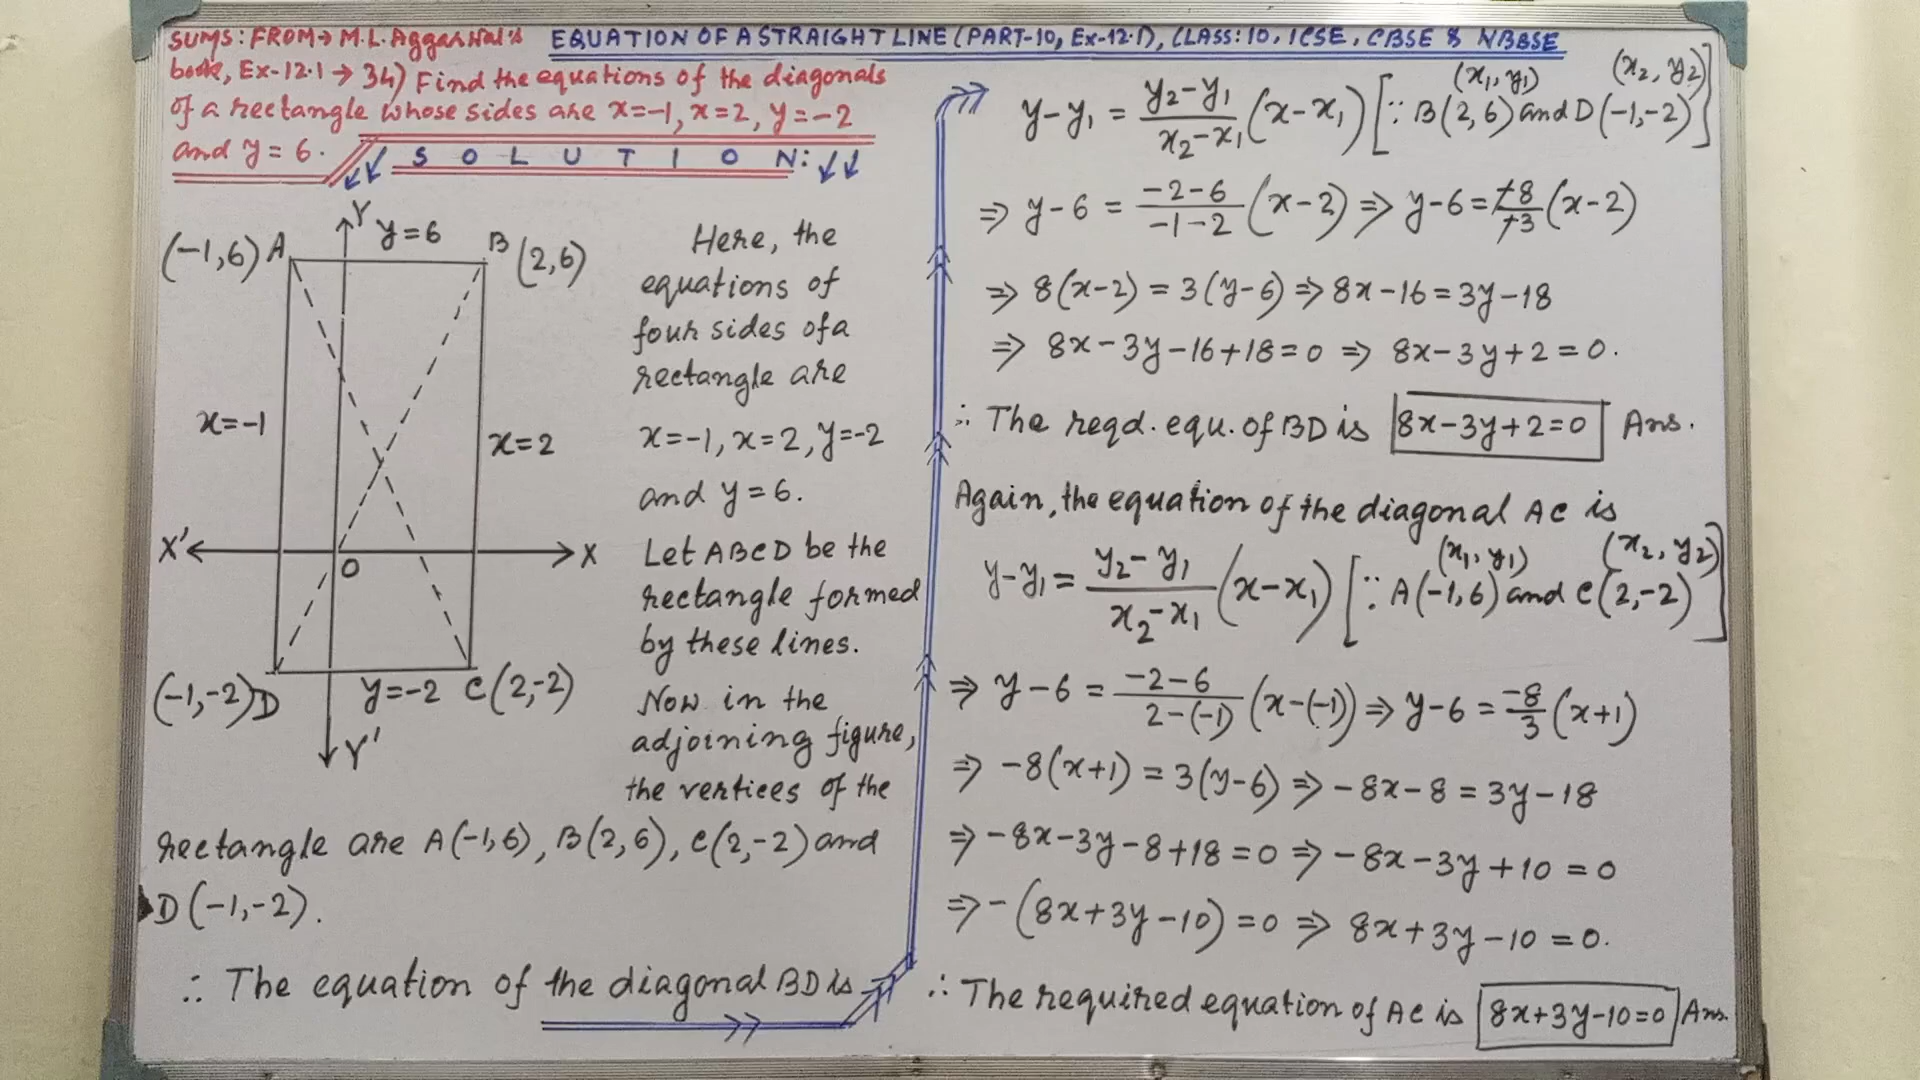 SUMS: FROM → M.L. Aggarwal's
book, Ex-12.1 → 34) Find the equations of the diagonals
of a rectangle whose sides are x=-1, x=2, y=-2
and y=6.
EQUATION OF A STRAIGHT LINE (PART-10, Ex-12.1), CLASS:10, ICSE, CBSE & WBBSE
SOLUTION:
Y
y=6
(-1,6) A
B (2,6)
x=-1
x=2
X'
X
O
(-1,-2) D
y=-2
C (2,-2)
Y'
Here, the
equations of
four sides of a
rectangle are
x=-1, x=2, y=-2
and y=6.
Let ABCD be the
rectangle formed
by these lines.
Now in the
adjoining figure,
the vertices of the
rectangle are A(-1,6), B(2,6), C(2,-2) and
D(-1,-2).
∴ The equation of the diagonal BD is
(x₁, y₁) (x₂, y₂)
y-y₁ = y₂-y₁/x₂-x₁ (x-x₁) [∵ B(2,6) and D(-1,-2)]
⇒ y-6 = -2-6/-1-2 (x-2) ⇒ y-6 = -8/-3 (x-2)
⇒ 8(x-2) = 3(y-6) ⇒ 8x-16 = 3y-18
⇒ 8x-3y-16+18=0 ⇒ 8x-3y+2=0.
∴ The reqd. equ. of BD is 8x-3y+2=0 Ans.
Again, the equation of the diagonal AC is
(x₁, y₁) (x₂, y₂)
y-y₁ = y₂-y₁/x₂-x₁ (x-x₁) [∵ A(-1,6) and C(2,-2)]
⇒ y-6 = -2-6/2-(-1) (x-(-1)) ⇒ y-6 = -8/3 (x+1)
⇒ -8(x+1) = 3(y-6) ⇒ -8x-8 = 3y-18
⇒ -8x-3y-8+18=0 ⇒ -8x-3y+10=0
⇒ -(8x+3y-10)=0 ⇒ 8x+3y-10=0.
∴ The required equation of AC is 8x+3y-10=0 Ans.